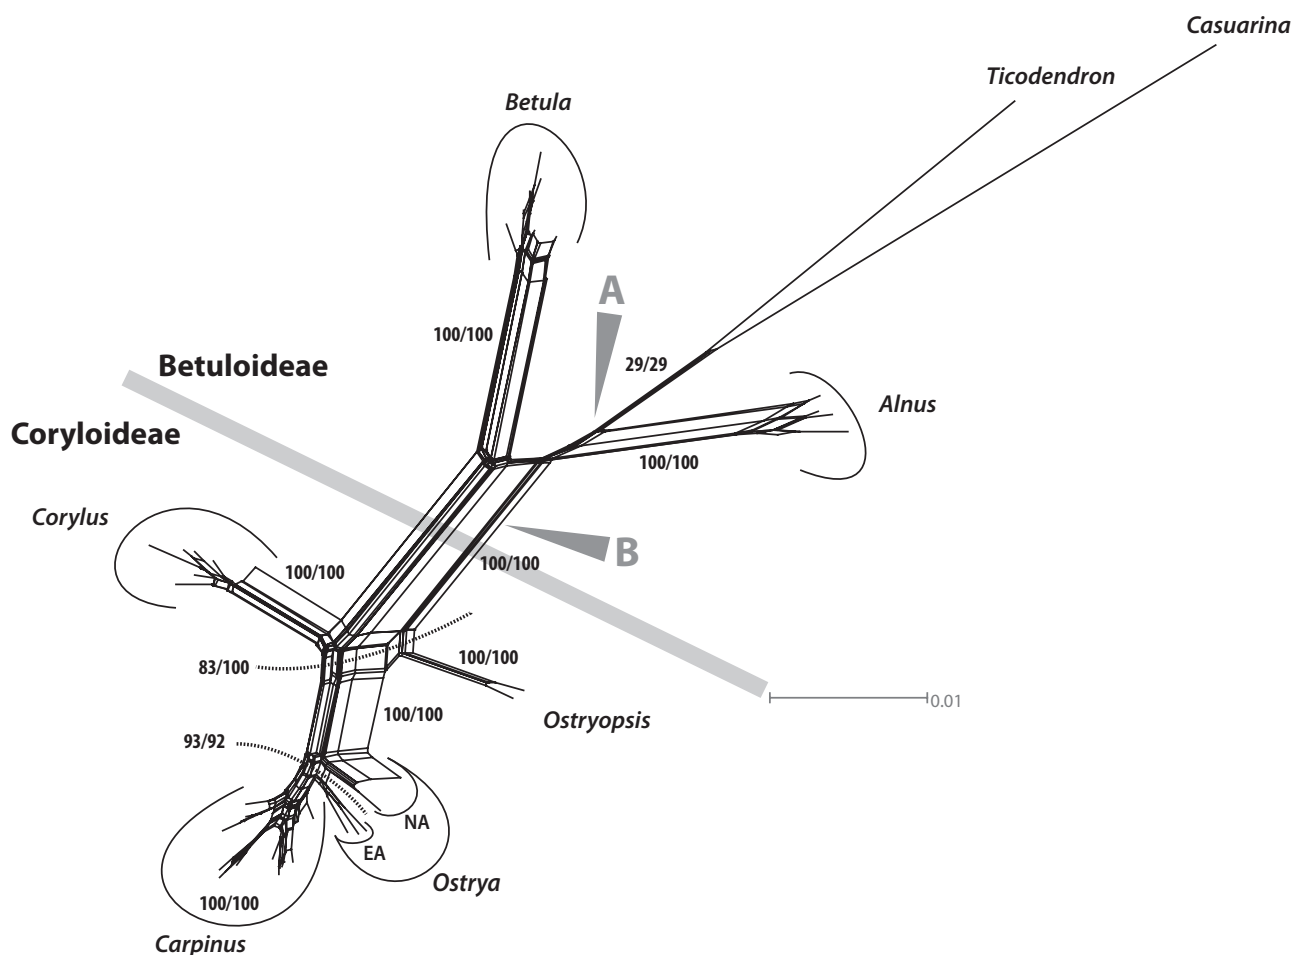 Casuarina
Ticodendron
Betula
A
100/100
29/29
Betuloideae
Alnus
Coryloideae
100/100
Corylus
B
100/100
100/100
83/100
100/100
0.01
100/100
Ostryopsis
93/92
NA
EA
Ostrya
100/100
Carpinus